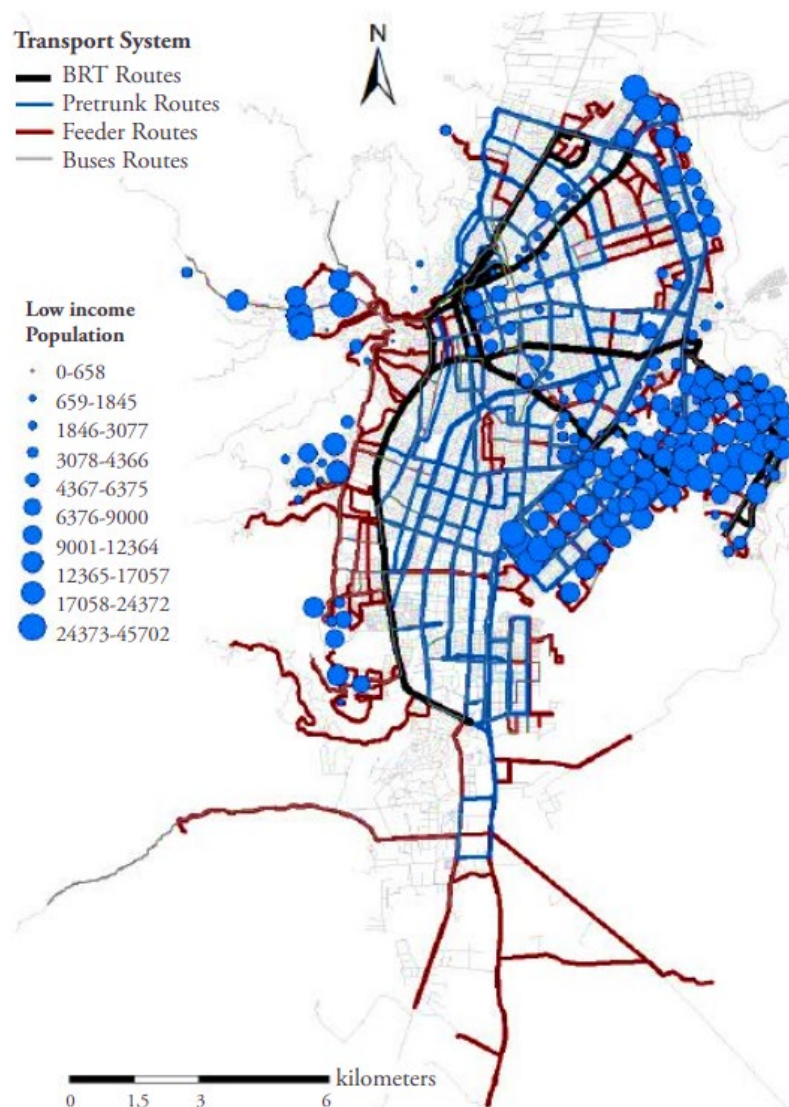 Transport System
BRT Routes
Pretrunk Routes
Feeder Routes
Buses Routes
N
Low income
Population
0-658
659-1845
1846-3077
3078-4366
4367-6375
6376-9000
9001-12364
12365-17057
17058-24372
24373-45702
kilometers
0 1.5 3 6